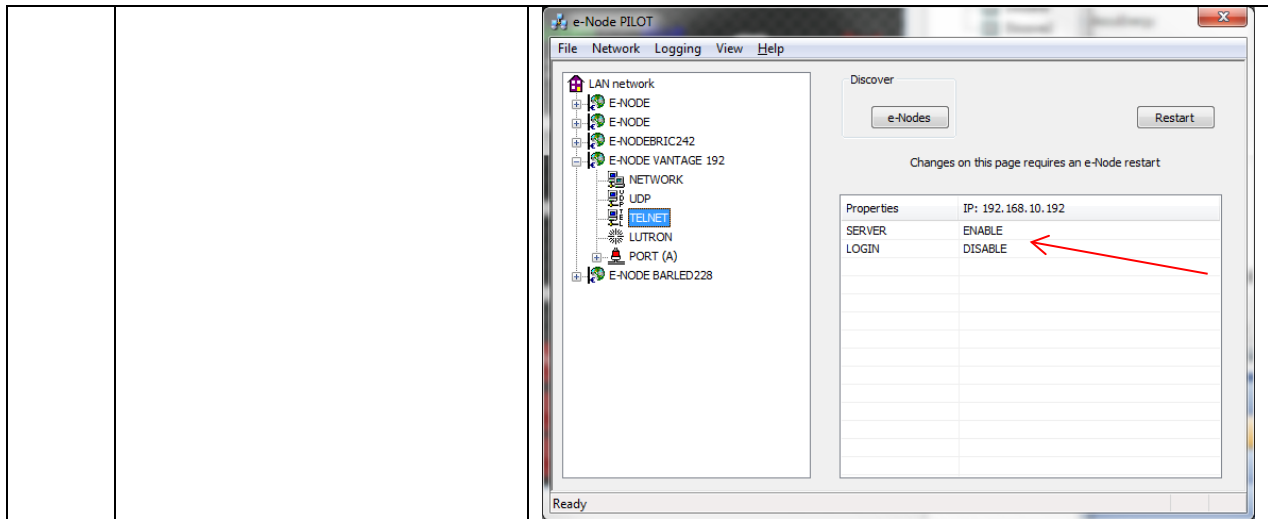 e-Node PILOT
File Network Logging View Help
LAN network
E-NODE
E-NODE
E-NODEBRIC242
E-NODE VANTAGE 192
NETWORK
UDP
TELNET
LUTRON
PORT (A)
E-NODE BARLED228
Discover
e-Nodes
Restart
Changes on this page requires an e-Node restart
Properties IP: 192.168.10.192
SERVER ENABLE
LOGIN DISABLE
Ready